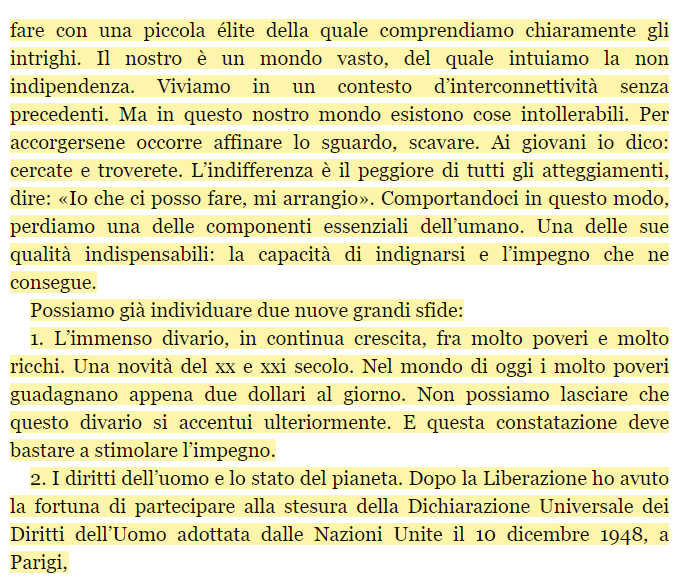 fare con una piccola élite della quale comprendiamo chiaramente gli
intrighi. Il nostro è un mondo vasto, del quale intuiamo la non
indipendenza. Viviamo in un contesto d’interconnettività senza
precedenti. Ma in questo nostro mondo esistono cose intollerabili. Per
accorgersene occorre affinare lo sguardo, scavare. Ai giovani io dico:
cercate e troverete. L’indifferenza è il peggiore di tutti gli atteggiamenti,
dire: «Io che ci posso fare, mi arrangio». Comportandoci in questo modo,
perdiamo una delle componenti essenziali dell’umano. Una delle sue
qualità indispensabili: la capacità di indignarsi e l’impegno che ne
consegue.
Possiamo già individuare due nuove grandi sfide:
1. L’immenso divario, in continua crescita, fra molto poveri e molto
ricchi. Una novità del xx e xxi secolo. Nel mondo di oggi i molto poveri
guadagnano appena due dollari al giorno. Non possiamo lasciare che
questo divario si accentui ulteriormente. E questa constatazione deve
bastare a stimolare l’impegno.
2. I diritti dell’uomo e lo stato del pianeta. Dopo la Liberazione ho avuto
la fortuna di partecipare alla stesura della Dichiarazione Universale dei
Diritti dell’Uomo adottata dalle Nazioni Unite il 10 dicembre 1948, a
Parigi,